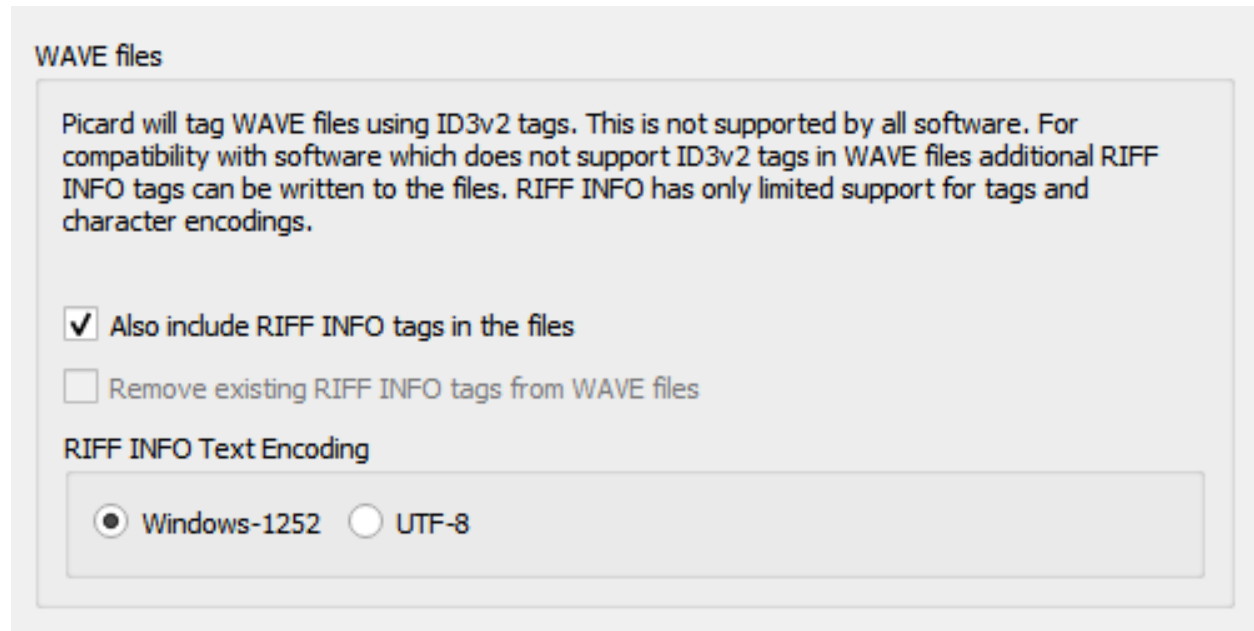 WAVE files
Picard will tag WAVE files using ID3v2 tags. This is not supported by all software. For
compatibility with software which does not support ID3v2 tags in WAVE files additional RIFF
INFO tags can be written to the files. RIFF INFO has only limited support for tags and
character encodings.
Also include RIFF INFO tags in the files
Remove existing RIFF INFO tags from WAVE files
RIFF INFO Text Encoding
Windows-1252 UTF-8